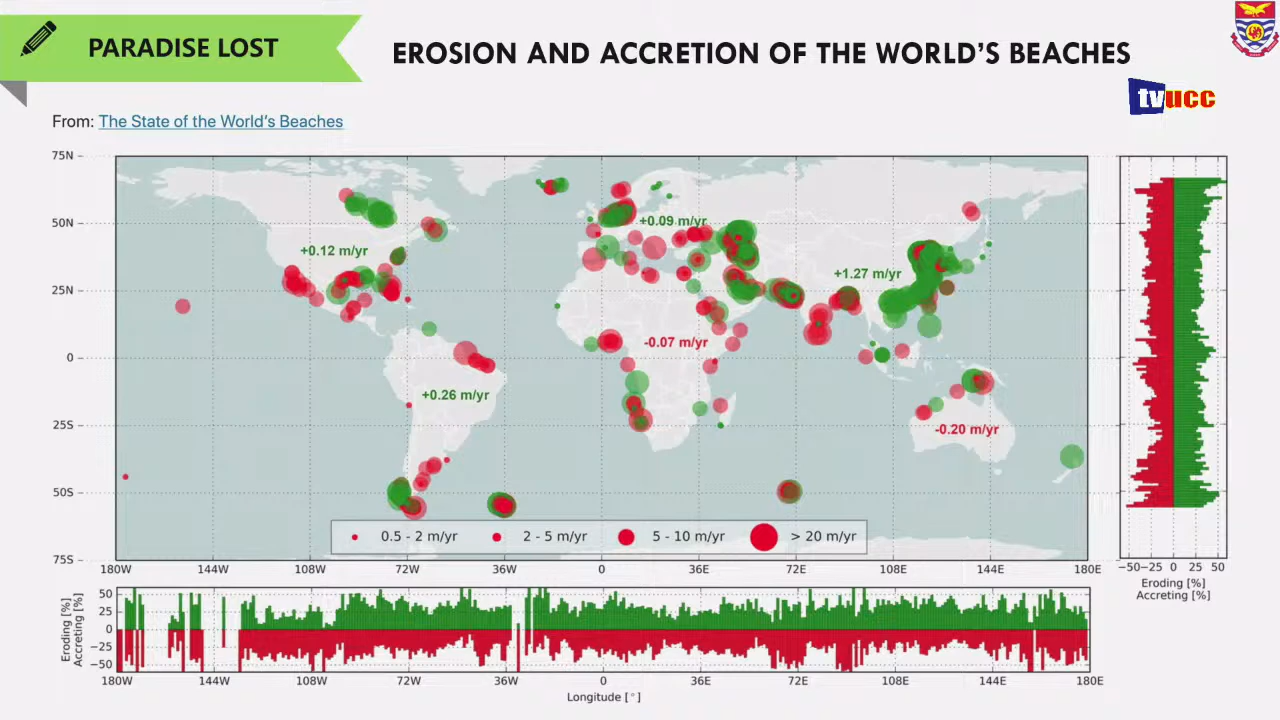 PARADISE LOST
EROSION AND ACCRETION OF THE WORLD'S BEACHES
tvucc
From: The State of the World's Beaches
75N
50N
25N
0
25S
50S
75S
+0.12 m/yr
+0.09 m/yr
+1.27 m/yr
-0.07 m/yr
+0.26 m/yr
-0.20 m/yr
0.5 - 2 m/yr 2 - 5 m/yr 5 - 10 m/yr > 20 m/yr
180W 144W 108W 72W 36W 0 36E 72E 108E 144E 180E
−50 −25 0 25 50
Eroding [%]
Accreting [%]
50
25
0
−25
−50
Eroding [%]
Accreting [%]
180W 144W 108W 72W 36W 0 36E 72E 108E 144E 180E
Longitude [°]